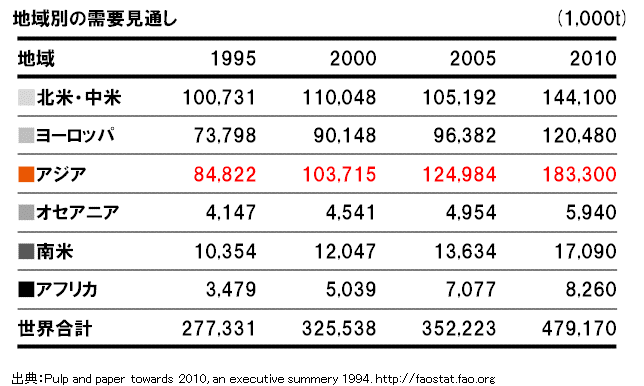 地域別の需要見通し (1,000t)
地域 1995 2000 2005 2010
北米・中米 100,731 110,048 105,192 144,100
ヨーロッパ 73,798 90,148 96,382 120,480
アジア 84,822 103,715 124,984 183,300
オセアニア 4,147 4,541 4,954 5,940
南米 10,354 12,047 13,634 17,090
アフリカ 3,479 5,039 7,077 8,260
世界合計 277,331 325,538 352,223 479,170
出典：Pulp and paper towards 2010, an executive summery 1994. http://faostat.fao.org